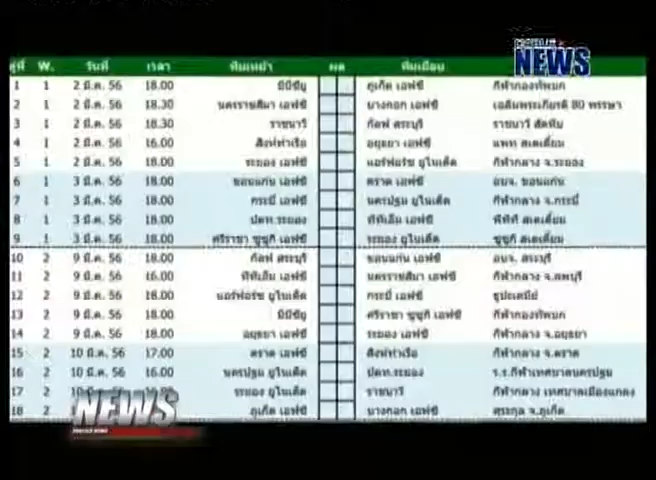 NEWS
คู่ที่ W. วันที่ เวลา ทีมเหย้า ผล ทีมเยือน
1 1 2 มี.ค. 56 18.00 บีบีซียู ภูเก็ต เอฟซี กีฬากองทัพบก
2 1 2 มี.ค. 56 18.30 นครราชสีมา เอฟซี บางกอก เอฟซี เฉลิมพระเกียรติ 80 พรรษา
3 1 2 มี.ค. 56 18.30 ราชนาวี ก๊อฟ สระบุรี ราชนาวี สัตหีบ
4 1 2 มี.ค. 56 16.00 สิงห์ท่าเรือ อยุธยา เอฟซี แพท สเตเดี้ยม
5 1 2 มี.ค. 56 18.00 ระยอง เอฟซี แอร์ฟอร์ซ ยูไนเต็ด กีฬากลาง จ.ระยอง
6 1 3 มี.ค. 56 18.00 ขอนแก่น เอฟซี ตราด เอฟซี อบจ. ขอนแก่น
7 1 3 มี.ค. 56 18.00 กระบี่ เอฟซี นครปฐม ยูไนเต็ด กีฬากลาง จ.กระบี่
8 1 3 มี.ค. 56 18.00 ปตท.ระยอง ทีทีเอ็ม เอฟซี พีทีที สเตเดี้ยม
9 1 3 มี.ค. 56 18.00 ศรีราชา ซูซูกิ เอฟซี ระยอง ยูไนเต็ด ซูซูกิ สเตเดี้ยม
10 2 9 มี.ค. 56 18.00 ก๊อฟ สระบุรี ขอนแก่น เอฟซี อบจ. สระบุรี
11 2 9 มี.ค. 56 16.00 ทีทีเอ็ม เอฟซี นครราชสีมา เอฟซี กีฬากลาง จ.ลพบุรี
12 2 9 มี.ค. 56 18.00 แอร์ฟอร์ซ ยูไนเต็ด กระบี่ เอฟซี ธูปะเตมีย์
13 2 9 มี.ค. 56 18.00 บีบีซียู ศรีราชา ซูซูกิ เอฟซี กีฬากองทัพบก
14 2 9 มี.ค. 56 18.00 อยุธยา เอฟซี ระยอง เอฟซี กีฬากลาง จ.อยุธยา
15 2 10 มี.ค. 56 17.00 ตราด เอฟซี สิงห์ท่าเรือ กีฬากลาง จ.ตราด
16 2 10 มี.ค. 56 16.00 นครปฐม ยูไนเต็ด ปตท.ระยอง ร.ร.กีฬาเทศบาลนครปฐม
17 2 10 มี.ค. 56 ระยอง ยูไนเต็ด ราชนาวี กีฬากลาง เทศบาลเมืองแกลง
18 2 ภูเก็ต เอฟซี บางกอก เอฟซี สุระกุล จ.ภูเก็ต
NEWS